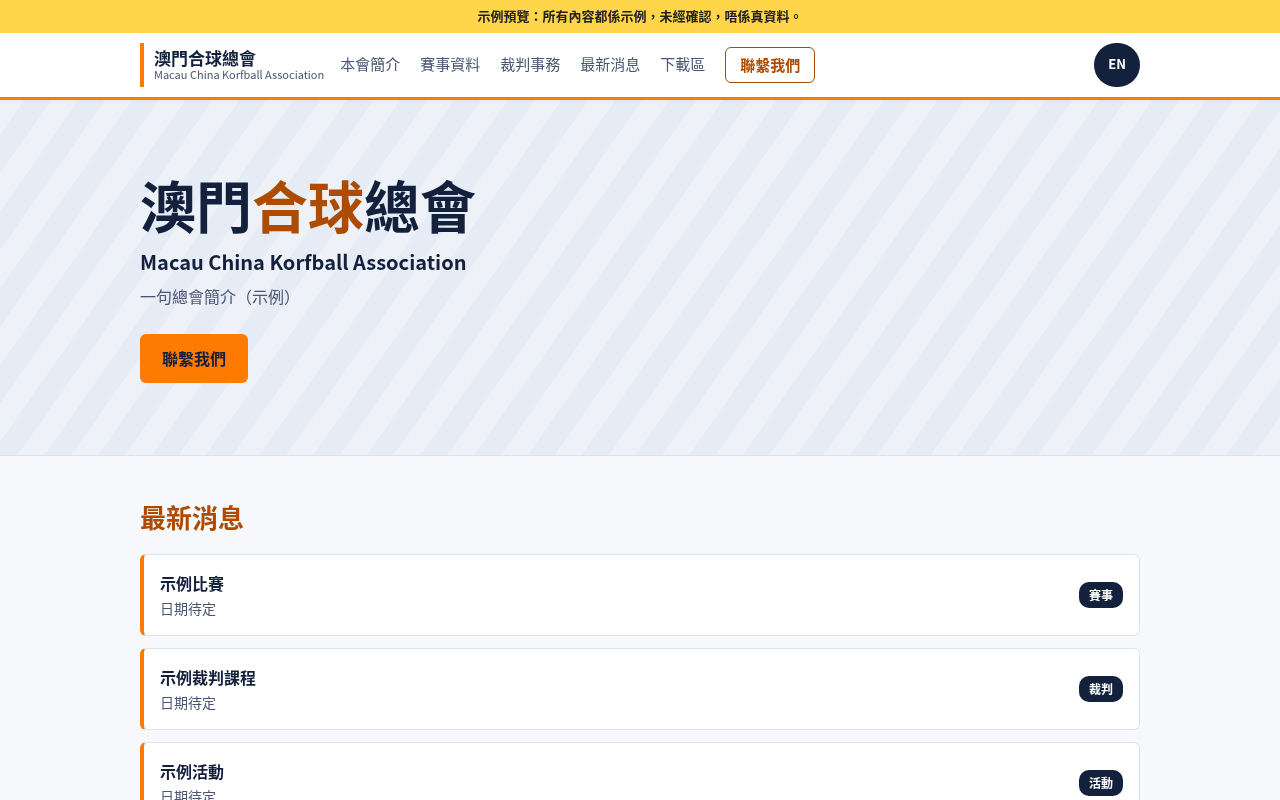 示例預覽：所有內容都係示例，未經確認，唔係真資料。
澳門合球總會
Macau China Korfball Association
本會簡介 賽事資料 裁判事務 最新消息 下載區 聯繫我們
EN
澳門合球總會
Macau China Korfball Association
一句總會簡介（示例）
聯繫我們
最新消息
示例比賽
日期待定
賽事
示例裁判課程
日期待定
裁判
示例活動
日期待定
活動